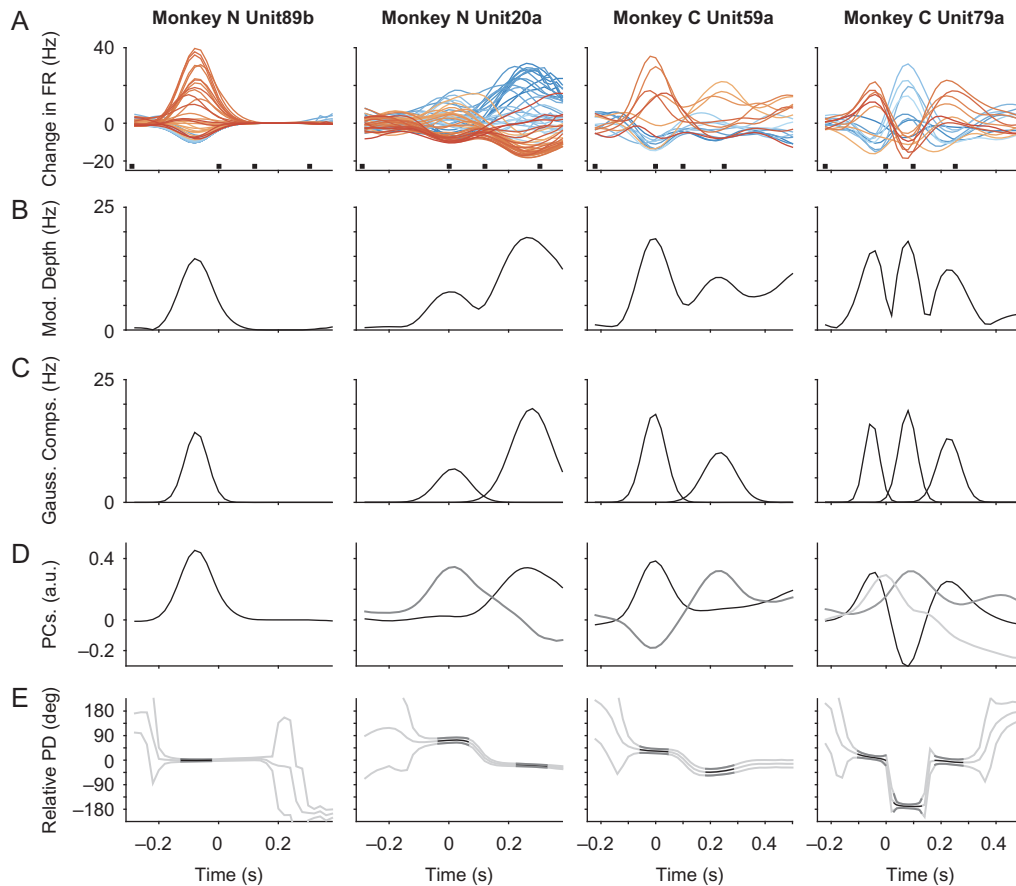 A
Monkey N Unit89b
Monkey N Unit20a
Monkey C Unit59a
Monkey C Unit79a
Change in FR (Hz)
40
0
−20
B
Mod. Depth (Hz)
25
0
C
Gauss. Comps. (Hz)
25
0
D
PCs. (a.u.)
0.4
0
−0.2
E
Relative PD (deg)
180
90
0
−90
−180
−0.2 0 0.2
−0.2 0 0.2
−0.2 0 0.2 0.4
−0.2 0 0.2 0.4
Time (s)
Time (s)
Time (s)
Time (s)